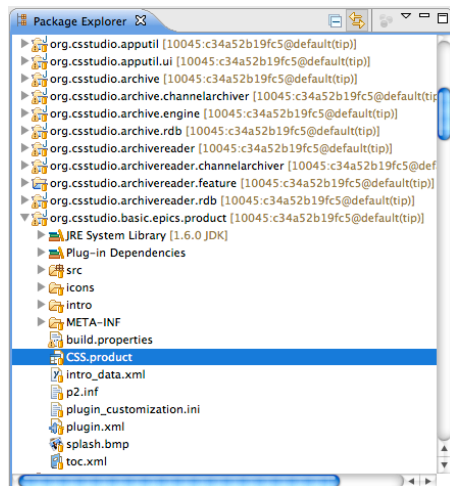 Package Explorer
org.csstudio.apputil [10045:c34a52b19fc5@default(tip)]
org.csstudio.apputil.ui [10045:c34a52b19fc5@default(tip)]
org.csstudio.archive [10045:c34a52b19fc5@default(tip)]
org.csstudio.archive.channelarchiver [10045:c34a52b19fc5@default(tip
org.csstudio.archive.engine [10045:c34a52b19fc5@default(tip)]
org.csstudio.archive.rdb [10045:c34a52b19fc5@default(tip)]
org.csstudio.archivereader [10045:c34a52b19fc5@default(tip)]
org.csstudio.archivereader.channelarchiver [10045:c34a52b19fc5@def
org.csstudio.archivereader.feature [10045:c34a52b19fc5@default(tip)]
org.csstudio.archivereader.rdb [10045:c34a52b19fc5@default(tip)]
org.csstudio.basic.epics.product [10045:c34a52b19fc5@default(tip)]
JRE System Library [1.6.0 JDK]
Plug-in Dependencies
src
icons
intro
META-INF
build.properties
CSS.product
intro_data.xml
p2.inf
plugin_customization.ini
plugin.xml
splash.bmp
toc.xml